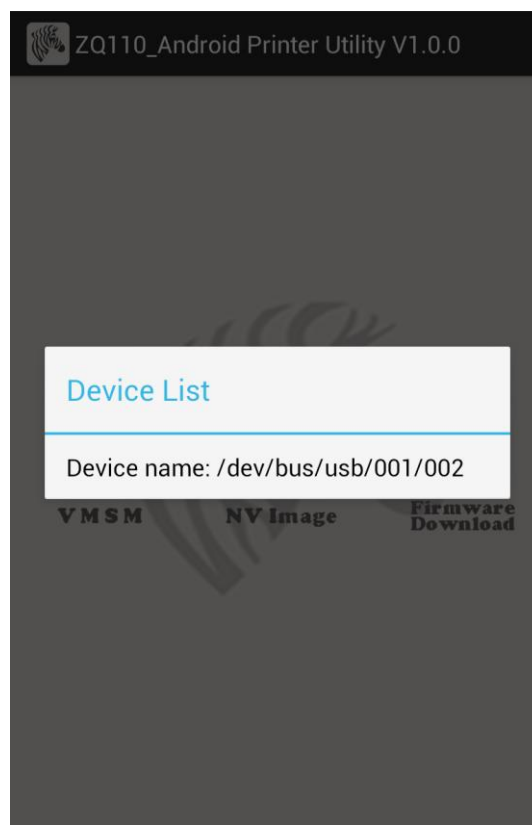 ZQ110_Android Printer Utility V1.0.0
Device List
Device name: /dev/bus/usb/001/002
VMSM NV Image Firmware
Download